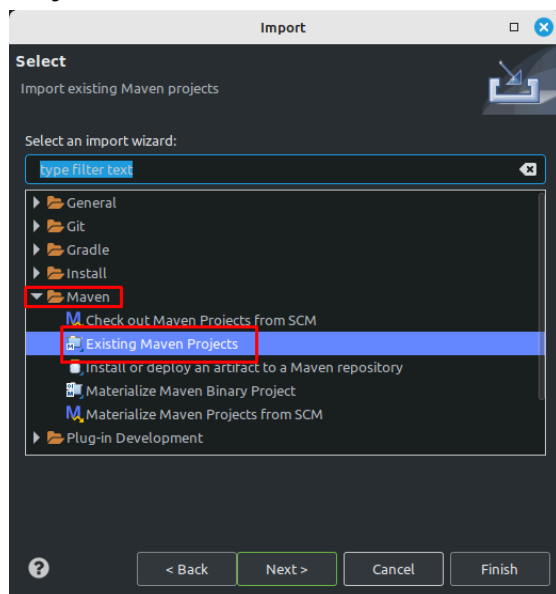 Import
Select
Import existing Maven projects
Select an import wizard:
type filter text
General
Git
Gradle
Install
Maven
Check out Maven Projects from SCM
Existing Maven Projects
Install or deploy an artifact to a Maven repository
Materialize Maven Binary Project
Materialize Maven Projects from SCM
Plug-in Development
? < Back Next > Cancel Finish